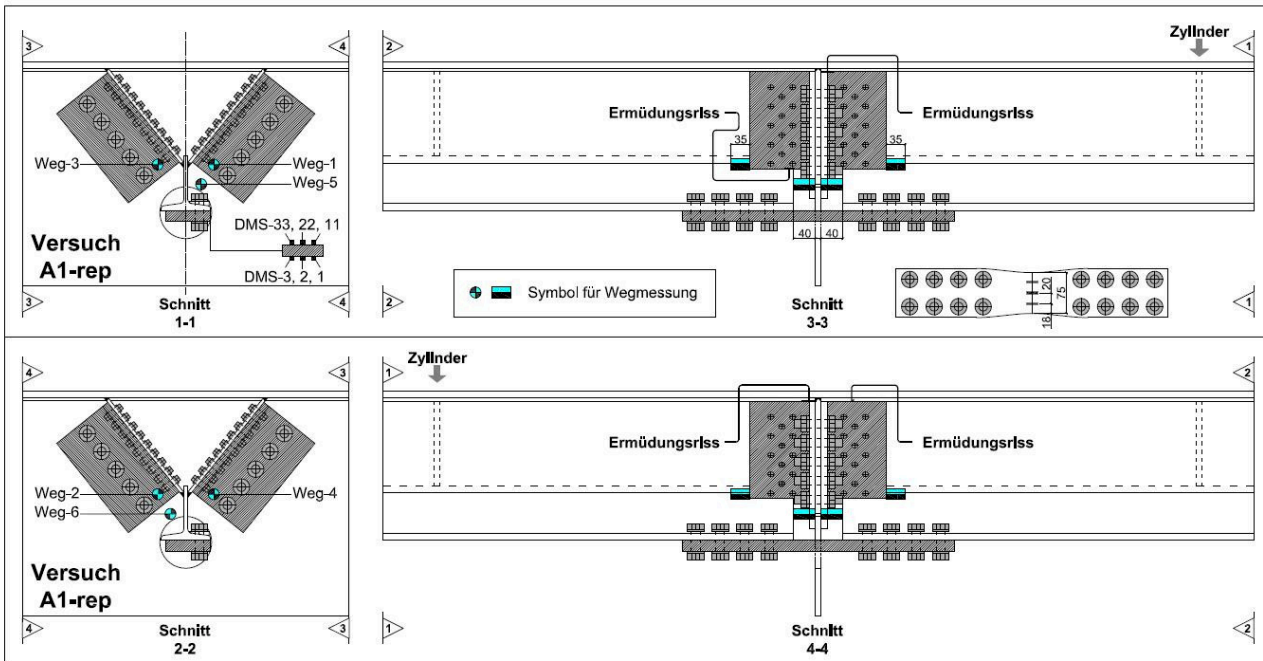 3
4
Weg-3
Weg-1
Weg-5
DMS-33, 22, 11
DMS-3, 2, 1
Versuch
A1-rep
3
Schnitt
1-1
4
2
Zylinder
1
Ermüdungsriss
Ermüdungsriss
35
35
40
40
Symbol für Wegmessung
2
Schnitt
3-3
20
75
18
1
4
3
Weg-2
Weg-4
Weg-6
Versuch
A1-rep
4
Schnitt
2-2
3
1
Zylinder
2
Ermüdungsriss
Ermüdungsriss
1
Schnitt
4-4
2